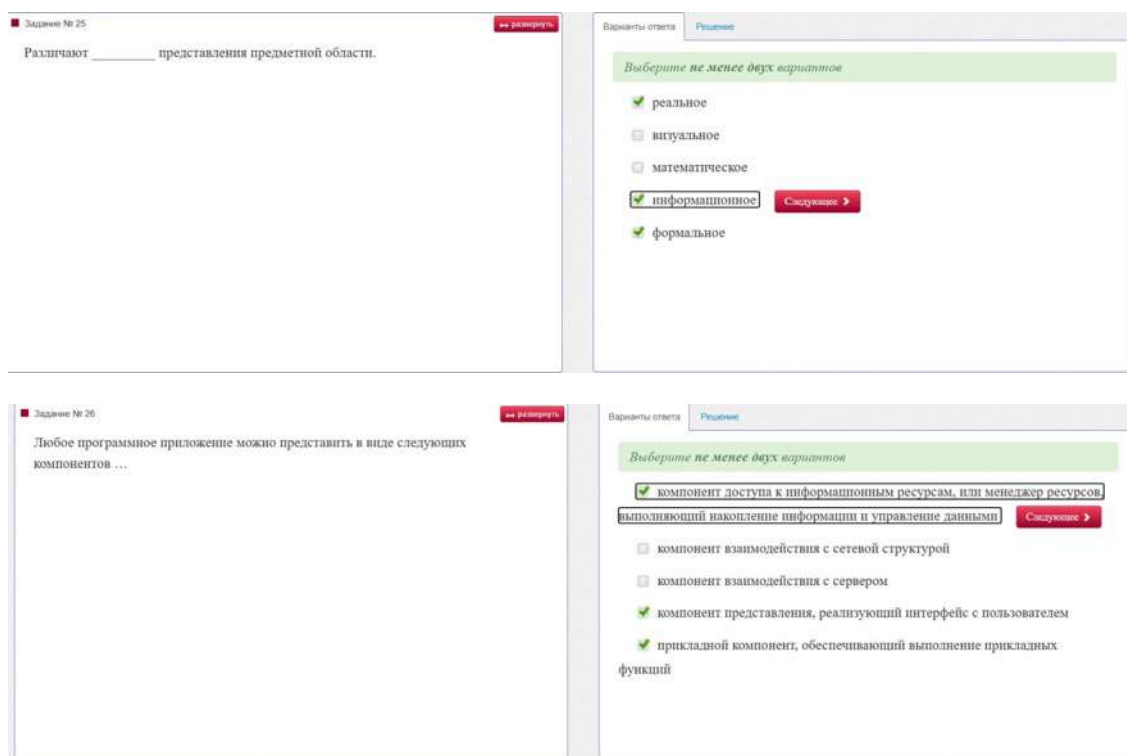 Задание № 25
развернуть
Различают _________ представления предметной области.
Варианты ответа
Решение
Выберите не менее двух вариантов
реальное
визуальное
математическое
информационное
Следующее
формальное
Задание № 26
развернуть
Любое программное приложение можно представить в виде следующих
компонентов …
Варианты ответа
Решение
Выберите не менее двух вариантов
компонент доступа к информационным ресурсам, или менеджер ресурсов,
выполняющий накопление информации и управление данными
Следующее
компонент взаимодействия с сетевой структурой
компонент взаимодействия с сервером
компонент представления, реализующий интерфейс с пользователем
прикладной компонент, обеспечивающий выполнение прикладных
функций